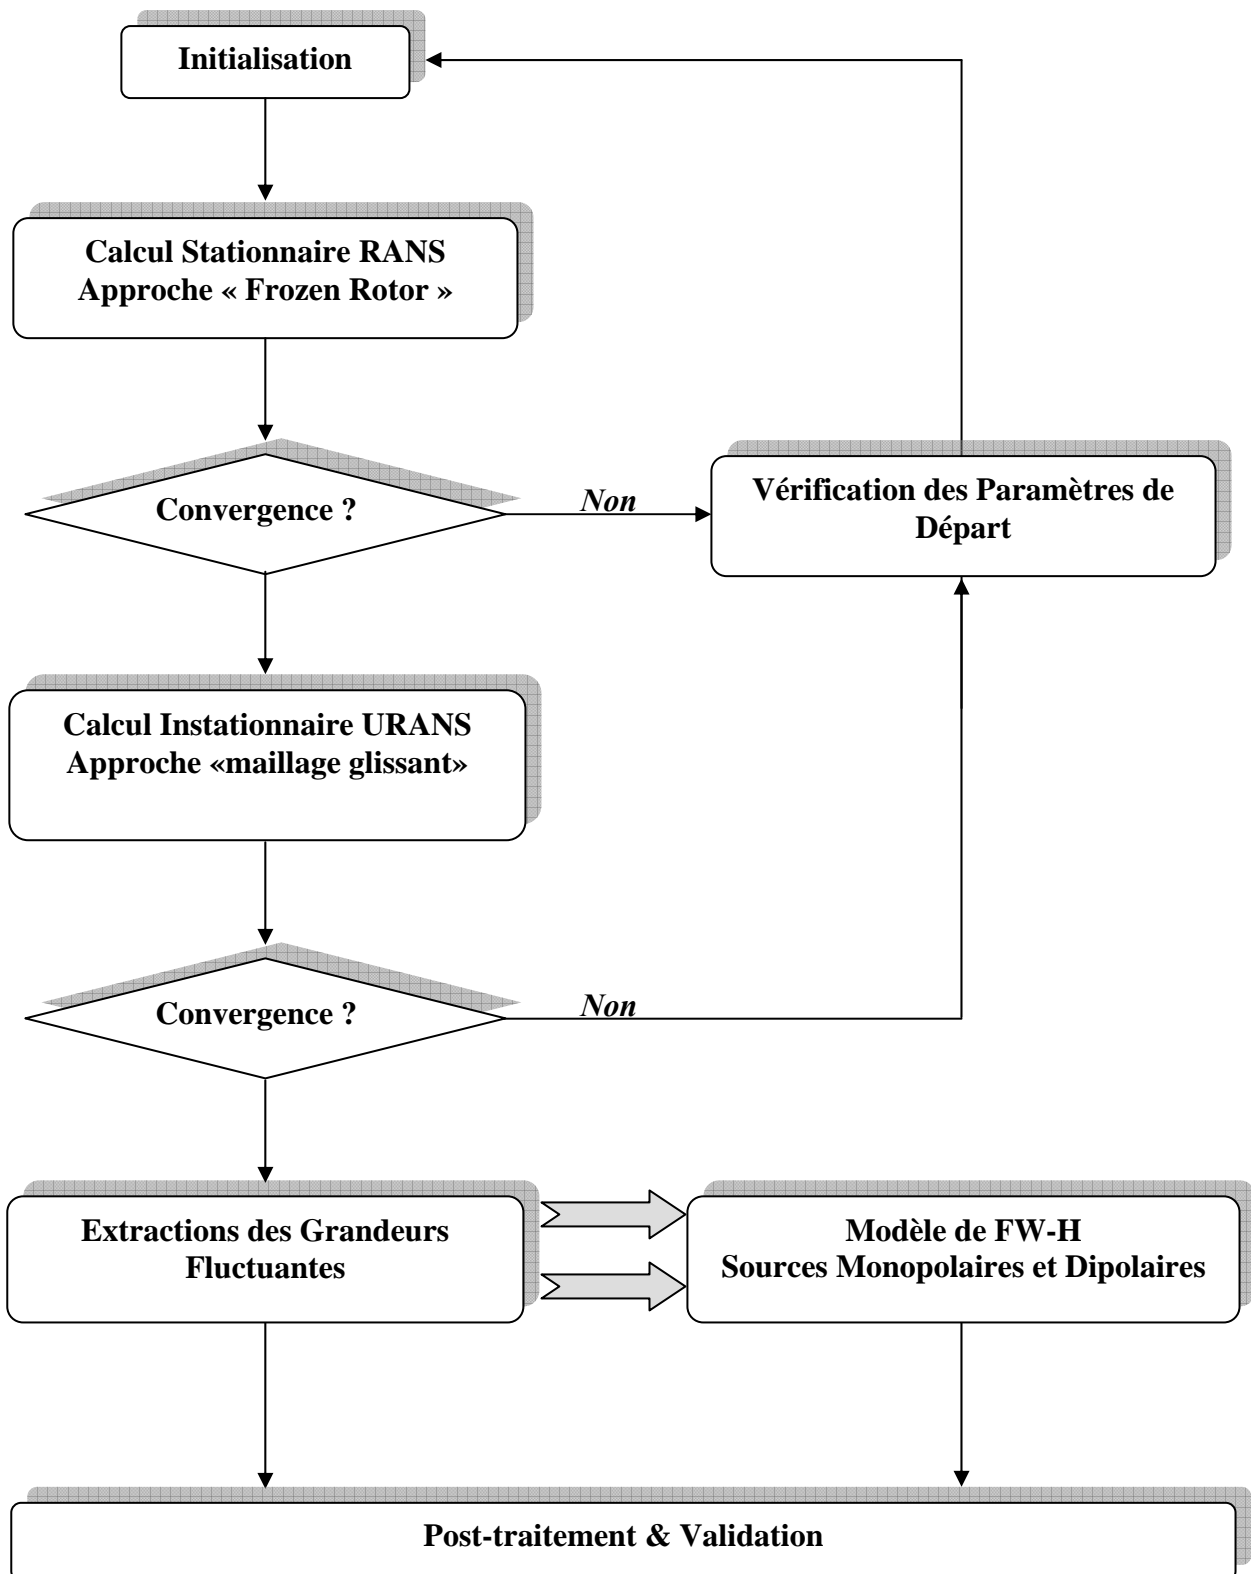 Initialisation
Calcul Stationnaire RANS
Approche « Frozen Rotor »
Convergence ?
Non
Vérification des Paramètres de
Départ
Calcul Instationnaire URANS
Approche «maillage glissant»
Convergence ?
Non
Extractions des Grandeurs
Fluctuantes
Modèle de FW-H
Sources Monopolaires et Dipolaires
Post-traitement & Validation